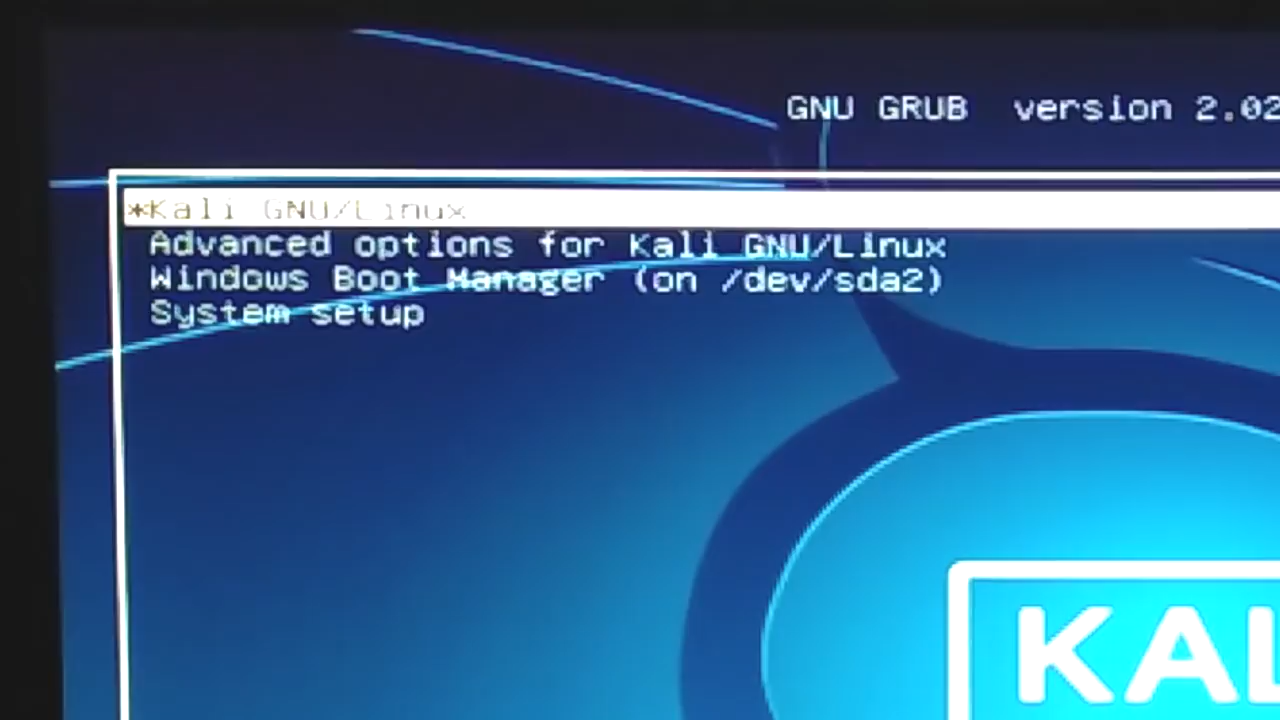 GNU GRUB version 2.02
*Kali GNU/Linux
Advanced options for Kali GNU/Linux
Windows Boot Manager (on /dev/sda2)
System setup
KAL